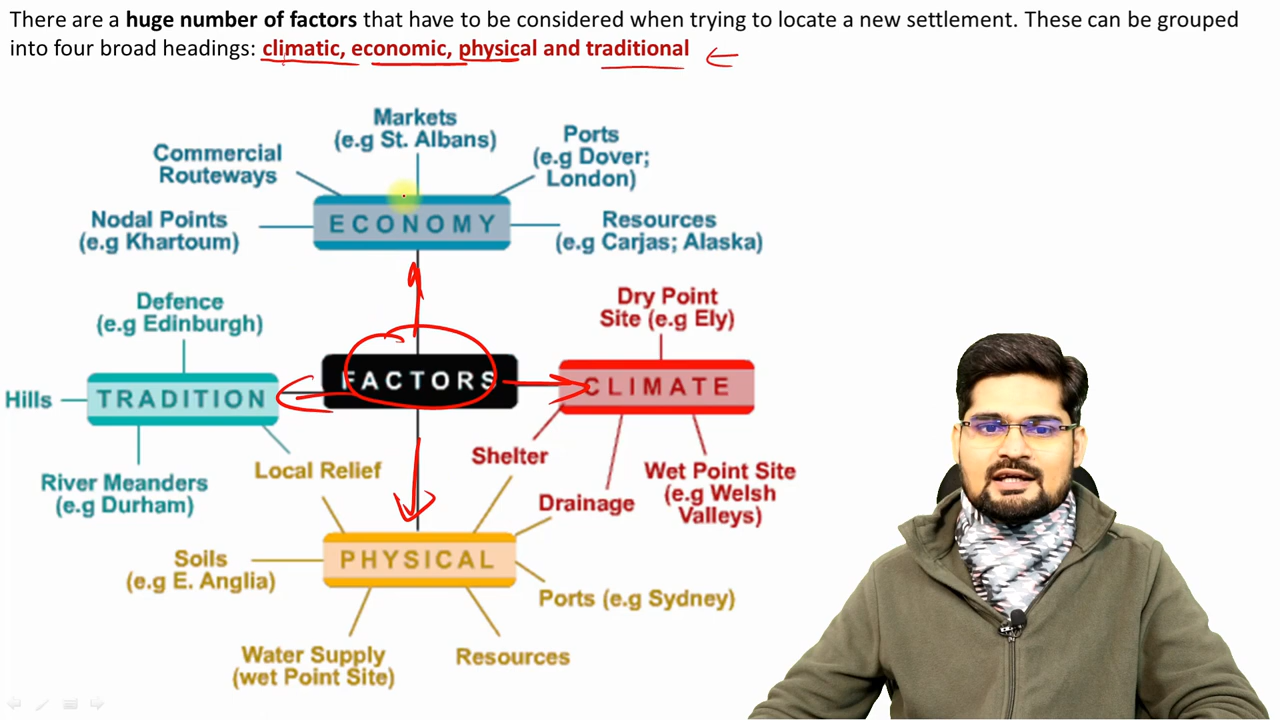 There are a huge number of factors that have to be considered when trying to locate a new settlement. These can be grouped
into four broad headings: climatic, economic, physical and traditional
Markets
(e.g St. Albans)
Commercial
Routeways
Ports
(e.g Dover;
London)
Nodal Points
(e.g Khartoum)
ECONOMY
Resources
(e.g Carjas; Alaska)
Defence
(e.g Edinburgh)
Dry Point
Site (e.g Ely)
Hills
TRADITION
FACTORS
CLIMATE
River Meanders
(e.g Durham)
Local Relief
Shelter
Drainage
Wet Point Site
(e.g Welsh
Valleys)
Soils
(e.g E. Anglia)
PHYSICAL
Ports (e.g Sydney)
Water Supply
(wet Point Site)
Resources